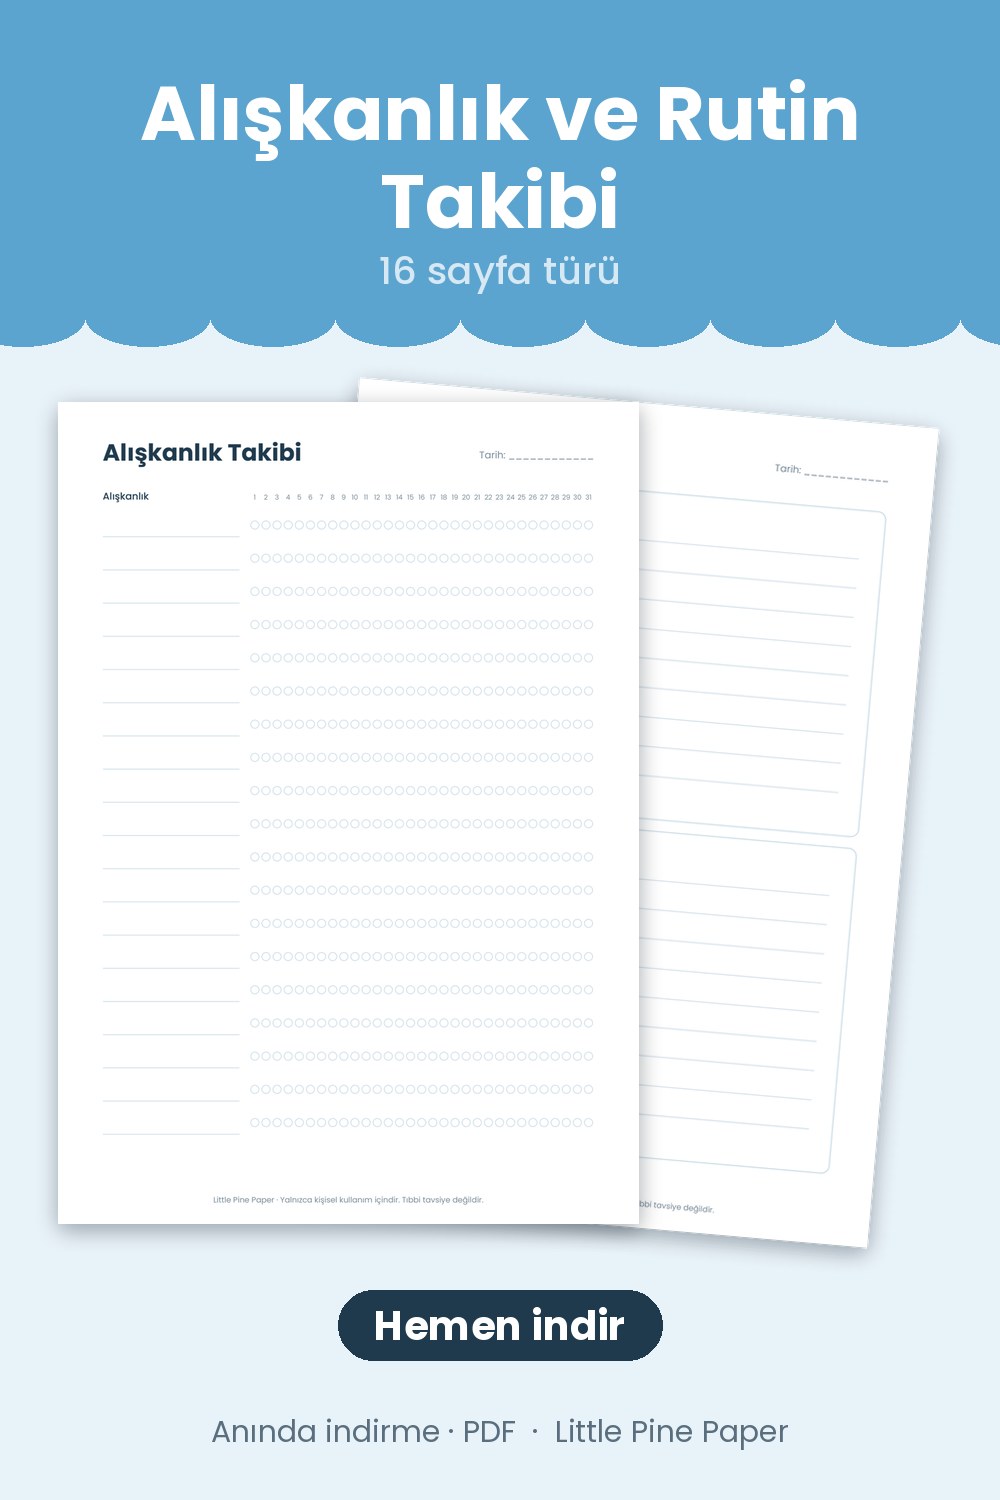 Alışkanlık ve Rutin
Takibi
16 sayfa türü
Alışkanlık Takibi
Tarih: ____________
Alışkanlık
1 2 3 4 5 6 7 8 9 10 11 12 13 14 15 16 17 18 19 20 21 22 23 24 25 26 27 28 29 30 31
Little Pine Paper · Yalnızca kişisel kullanım içindir. Tıbbi tavsiye değildir.
Tarih: ____________
tavsiye değildir.
Hemen indir
Anında indirme · PDF · Little Pine Paper